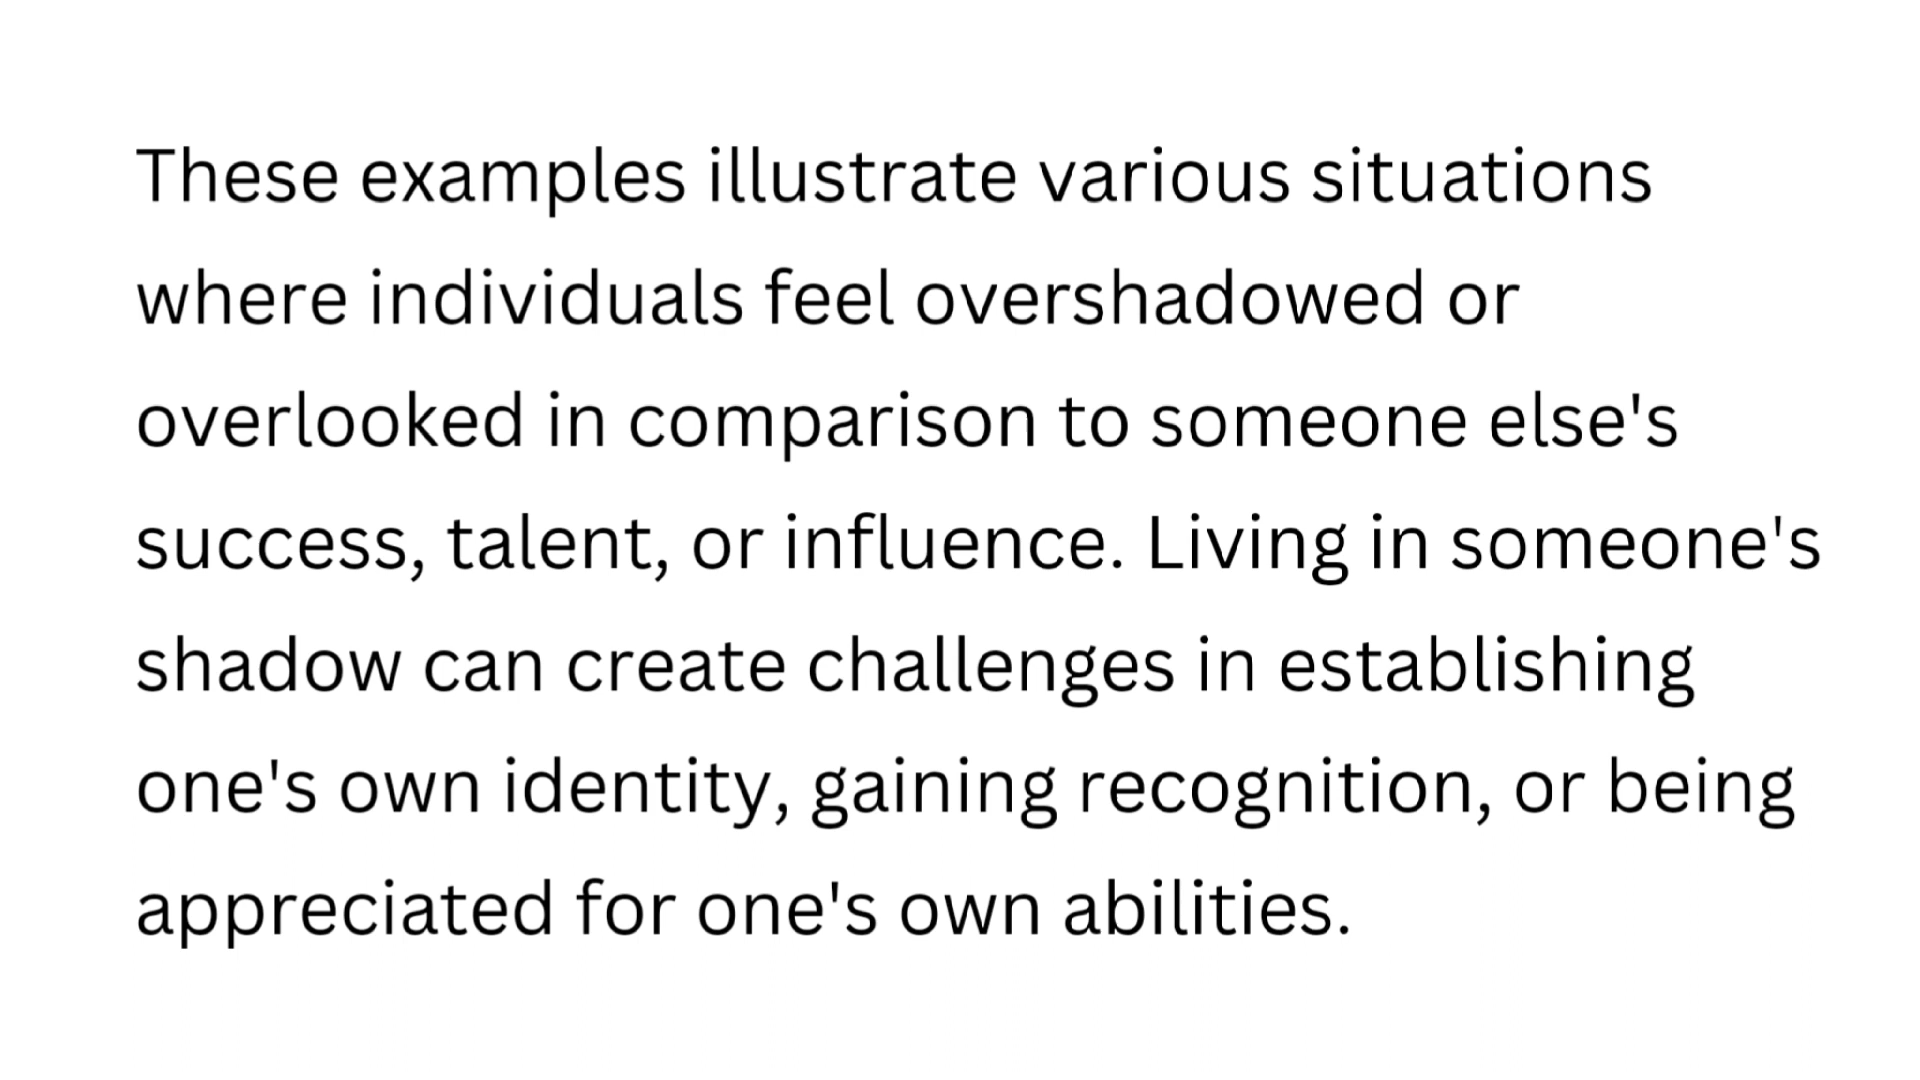 These examples illustrate various situations
where individuals feel overshadowed or
overlooked in comparison to someone else's
success, talent, or influence. Living in someone's
shadow can create challenges in establishing
one's own identity, gaining recognition, or being
appreciated for one's own abilities.